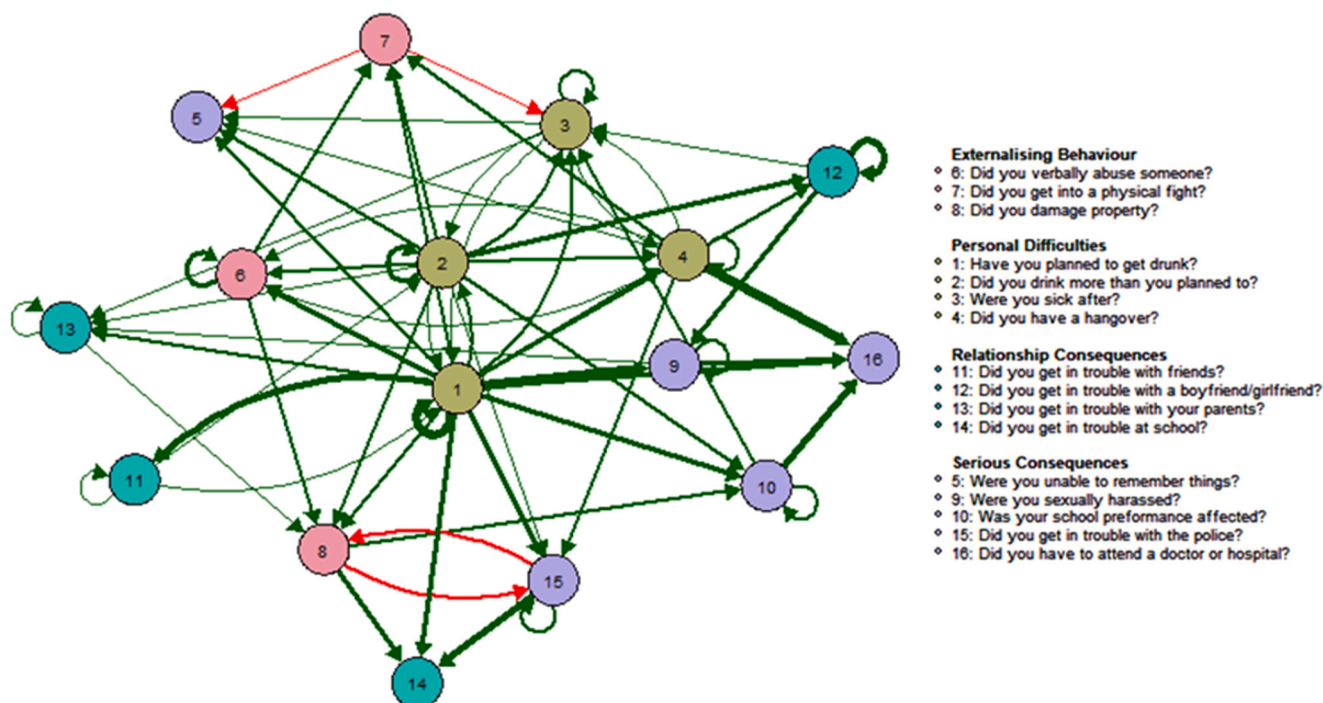 7
5
3
12
2
4
6
13
9
16
1
11
10
8
15
14
Externalising Behaviour
6: Did you verbally abuse someone?
7: Did you get into a physical fight?
8: Did you damage property?
Personal Difficulties
1: Have you planned to get drunk?
2: Did you drink more than you planned to?
3: Were you sick after?
4: Did you have a hangover?
Relationship Consequences
11: Did you get in trouble with friends?
12: Did you get in trouble with a boyfriend/girlfriend?
13: Did you get in trouble with your parents?
14: Did you get in trouble at school?
Serious Consequences
5: Were you unable to remember things?
9: Were you sexually harassed?
10: Was your school preformance affected?
15: Did you get in trouble with the police?
16: Did you have to attend a doctor or hospital?